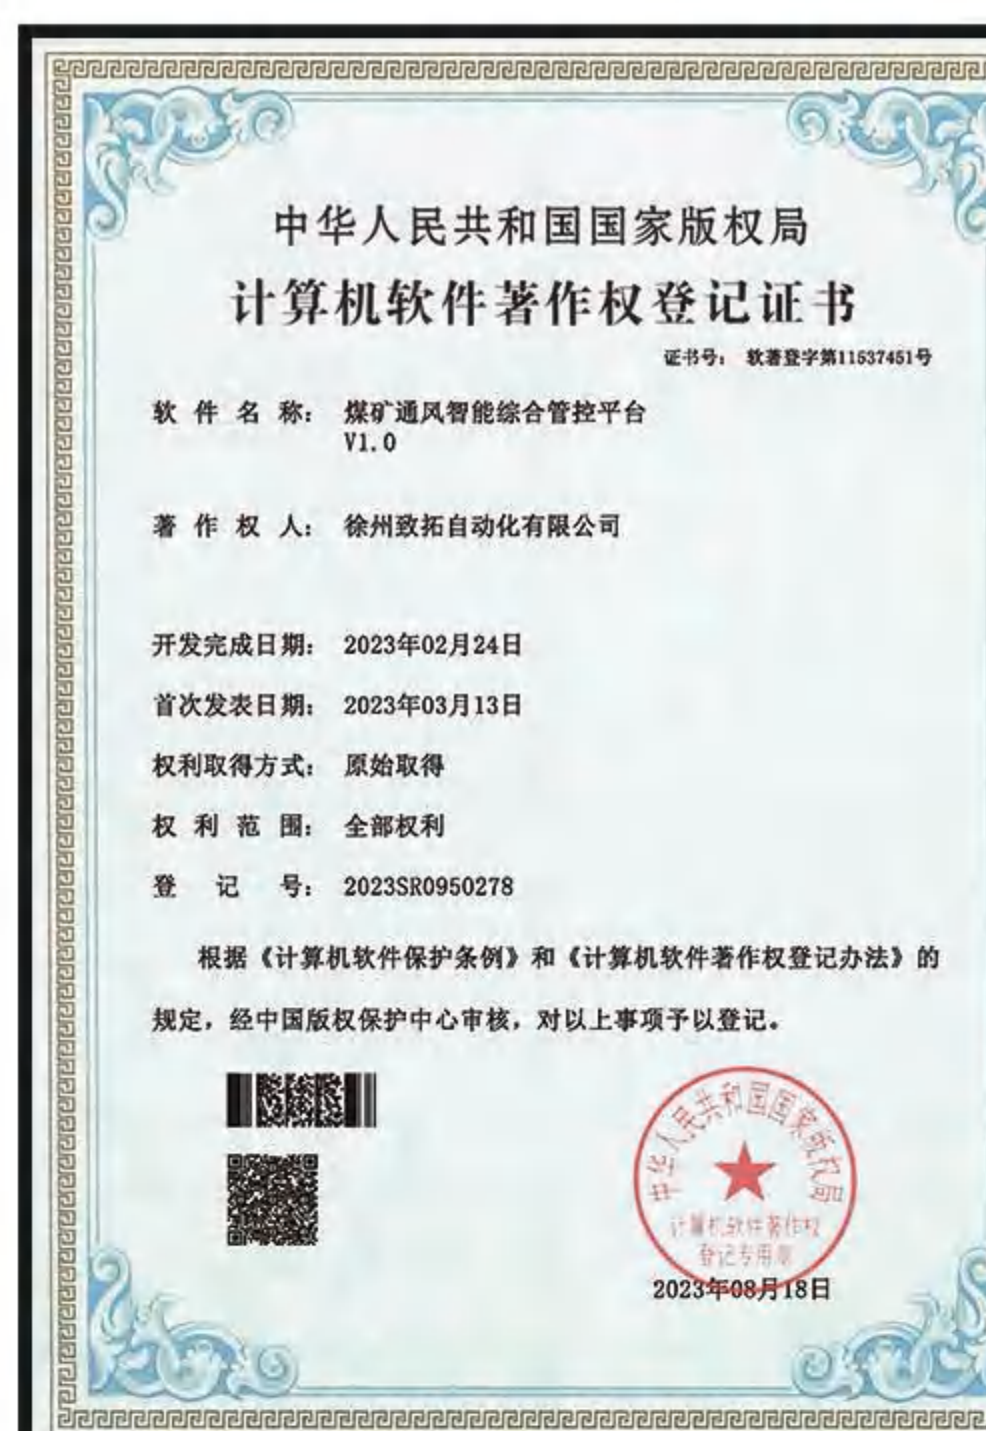 中华人民共和国国家版权局
计算机软件著作权登记证书
证书号： 软著登字第11537451号
软件名称： 煤矿通风智能综合管控平台
V1.0
著作权人： 徐州致拓自动化有限公司
开发完成日期： 2023年02月24日
首次发表日期： 2023年03月13日
权利取得方式： 原始取得
权利范围： 全部权利
登记号： 2023SR0950278
根据《计算机软件保护条例》和《计算机软件著作权登记办法》的
规定，经中国版权保护中心审核，对以上事项予以登记。
中华人民共和国国家版权局
计算机软件著作权
登记专用章
2023年08月18日